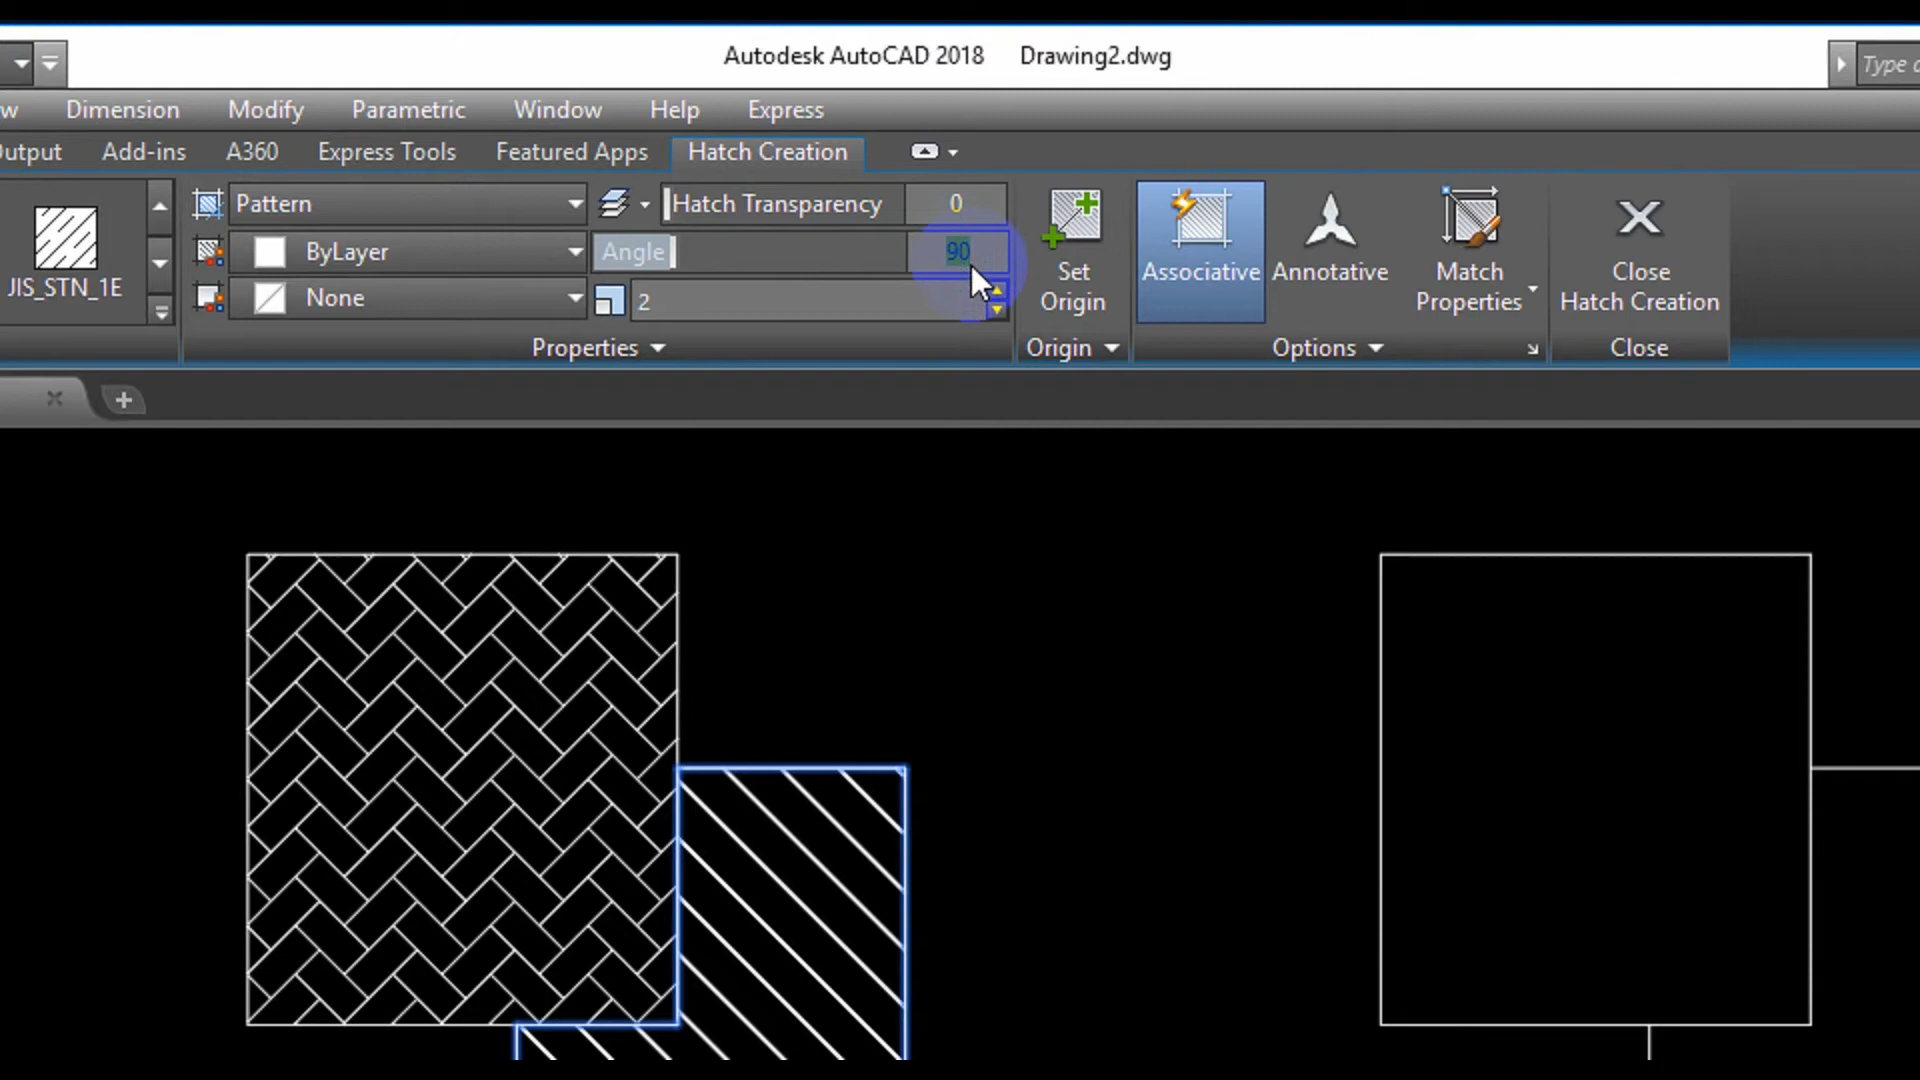 Autodesk AutoCAD 2018 Drawing2.dwg
Type
w Dimension Modify Parametric Window Help Express
Output Add-ins A360 Express Tools Featured Apps Hatch Creation
Pattern Hatch Transparency 0
ByLayer Angle 90
JIS_STN_1E
None 2
Set Origin
Associative
Annotative
Match Properties
Close Hatch Creation
Properties Origin Options Close